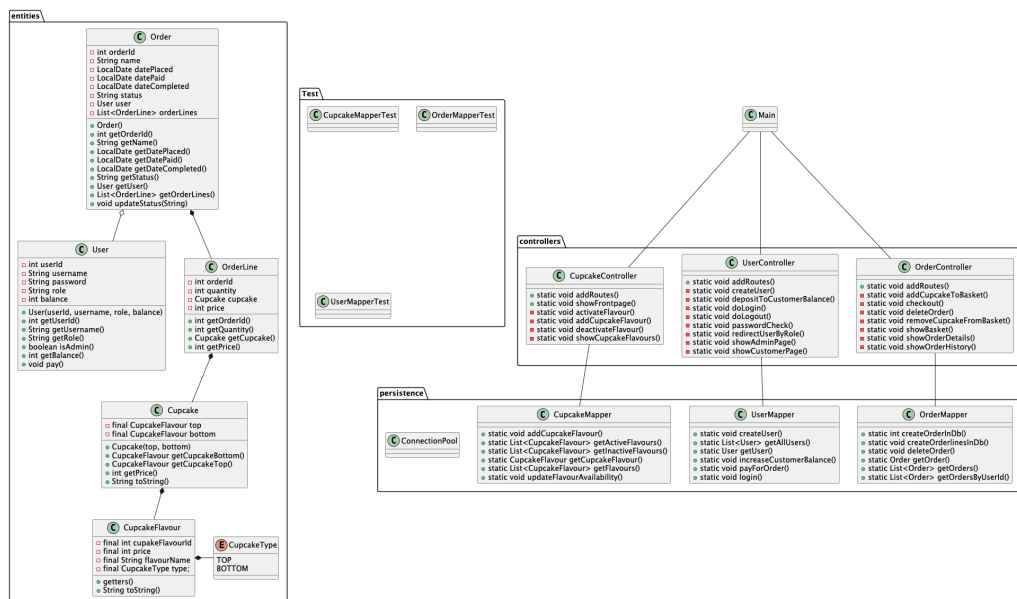 entities
C Order
int orderId
String name
LocalDate datePlaced
LocalDate datePaid
LocalDate dateCompleted
String status
User user
List<OrderLine> orderLines
Order()
int getOrderId()
String getName()
LocalDate getDatePlaced()
LocalDate getDatePaid()
LocalDate getDateCompleted()
String getStatus()
User getUser()
List<OrderLine> getOrderLines()
void updateStatus(String)
C User
int userId
String username
String password
String role
int balance
User(userId, username, role, balance)
int getUserId()
String getUsername()
String getRole()
boolean isAdmin()
int getBalance()
void pay()
C OrderLine
int orderId
int quantity
Cupcake cupcake
int price
int getOrderId()
int getQuantity()
Cupcake getCupcake()
int getPrice()
C Cupcake
final CupcakeFlavour top
final CupcakeFlavour bottom
Cupcake(top, bottom)
CupcakeFlavour getCupcakeBottom()
CupcakeFlavour getCupcakeTop()
int getPrice()
String toString()
C CupcakeFlavour
final int cupakeFlavourId
final int price
final String flavourName
final CupcakeType type;
getters()
String toString()
E CupcakeType
TOP
BOTTOM
Test
C CupcakeMapperTest
C OrderMapperTest
C UserMapperTest
C Main
controllers
C CupcakeController
static void addRoutes()
static void showFrontpage()
static void activateFlavour()
static void addCupcakeFlavour()
static void deactivateFlavour()
static void showCupcakeFlavours()
C UserController
static void addRoutes()
static void createUser()
static void depositToCustomerBalance()
static void doLogin()
static void doLogout()
static void passwordCheck()
static void redirectUserByRole()
static void showAdminPage()
static void showCustomerPage()
C OrderController
static void addRoutes()
static void addCupcakeToBasket()
static void checkout()
static void deleteOrder()
static void removeCupcakeFromBasket()
static void showBasket()
static void showOrderDetails()
static void showOrderHistory()
persistence
C ConnectionPool
C CupcakeMapper
static void addCupcakeFlavour()
static List<CupcakeFlavour> getActiveFlavours()
static List<CupcakeFlavour> getInactiveFlavours()
static CupcakeFlavour getCupcakeFlavour()
static List<CupcakeFlavour> getFlavours()
static void updateFlavourAvailability()
C UserMapper
static void createUser()
static List<User> getAllUsers()
static User getUser()
static void increaseCustomerBalance()
static void payForOrder()
static void login()
C OrderMapper
static int createOrderInDb()
static void createOrderlinesInDb()
static void deleteOrder()
static Order getOrder()
static List<Order> getOrders()
static List<Order> getOrdersByUserId()